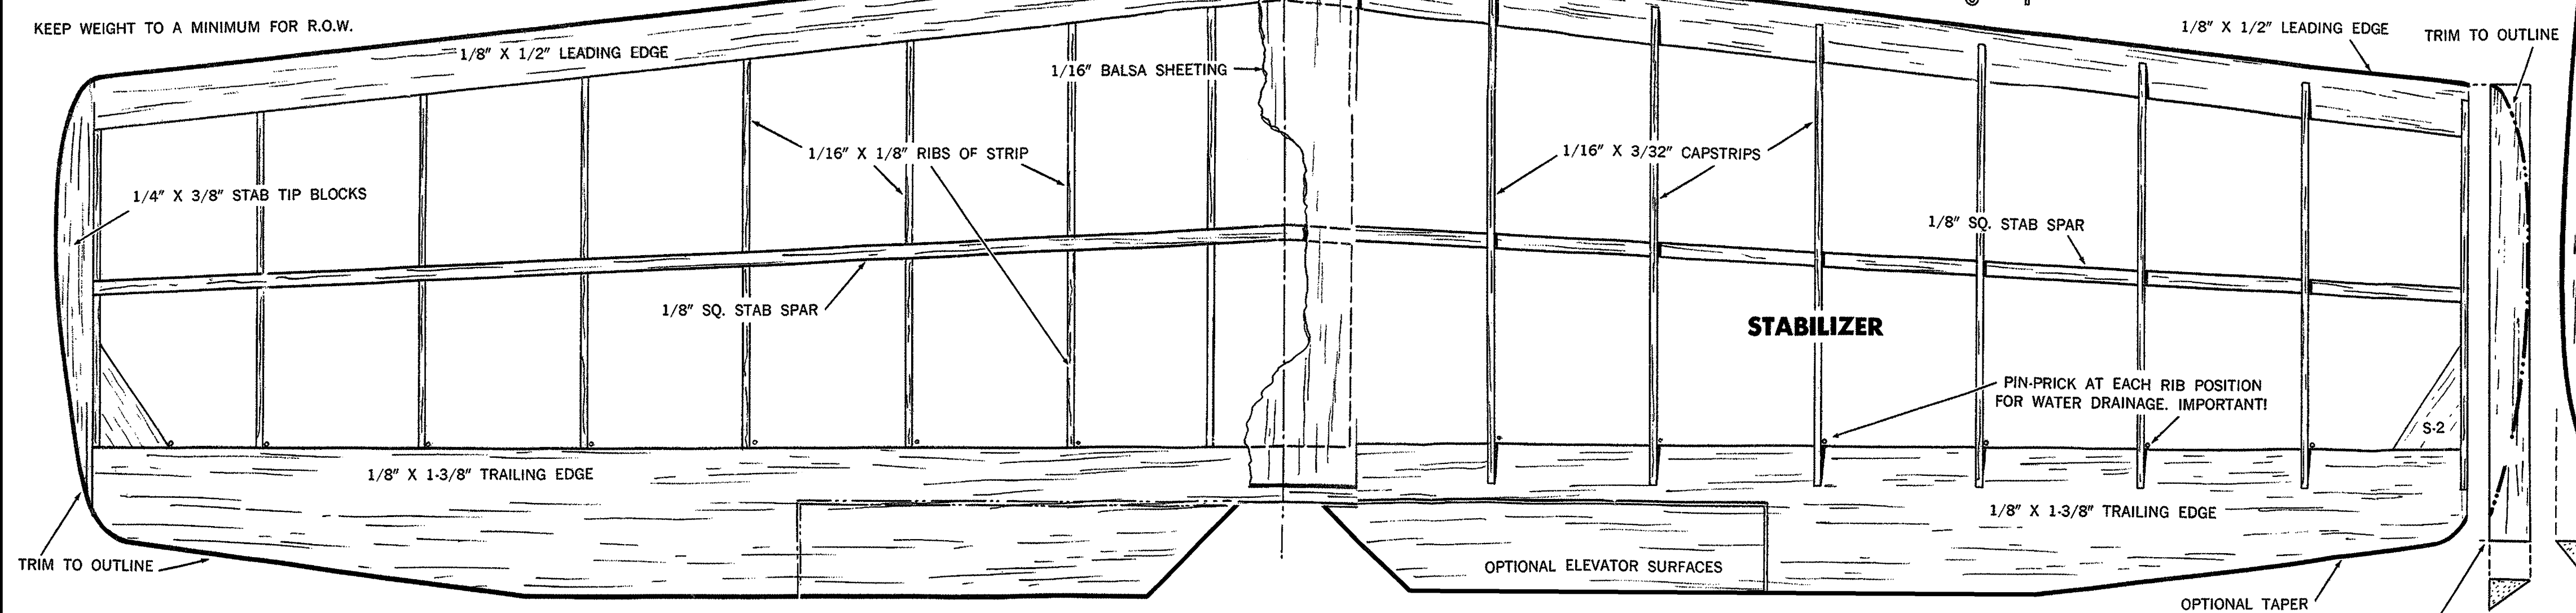 KEEP WEIGHT TO A MINIMUM FOR R.O.W.
1/8" X 1/2" LEADING EDGE
1/8" X 1/2" LEADING EDGE
TRIM TO OUTLINE
1/16" BALSA SHEETING
1/16" X 1/8" RIBS OF STRIP
1/16" X 3/32" CAPSTRIPS
1/4" X 3/8" STAB TIP BLOCKS
1/8" SQ. STAB SPAR
1/8" SQ. STAB SPAR
STABILIZER
PIN-PRICK AT EACH RIB POSITION
FOR WATER DRAINAGE. IMPORTANT!
S-2
1/8" X 1-3/8" TRAILING EDGE
1/8" X 1-3/8" TRAILING EDGE
TRIM TO OUTLINE
OPTIONAL ELEVATOR SURFACES
OPTIONAL TAPER